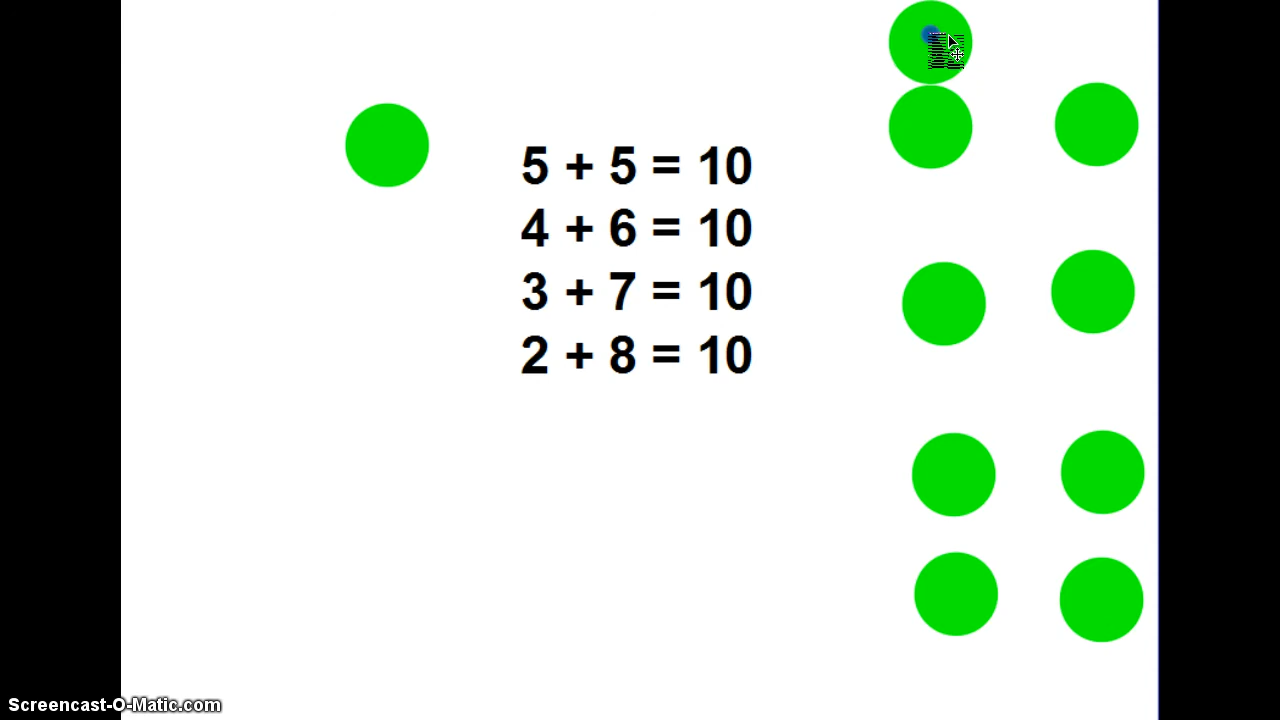 5 + 5 = 10
4 + 6 = 10
3 + 7 = 10
2 + 8 = 10
Screencast-O-Matic.com